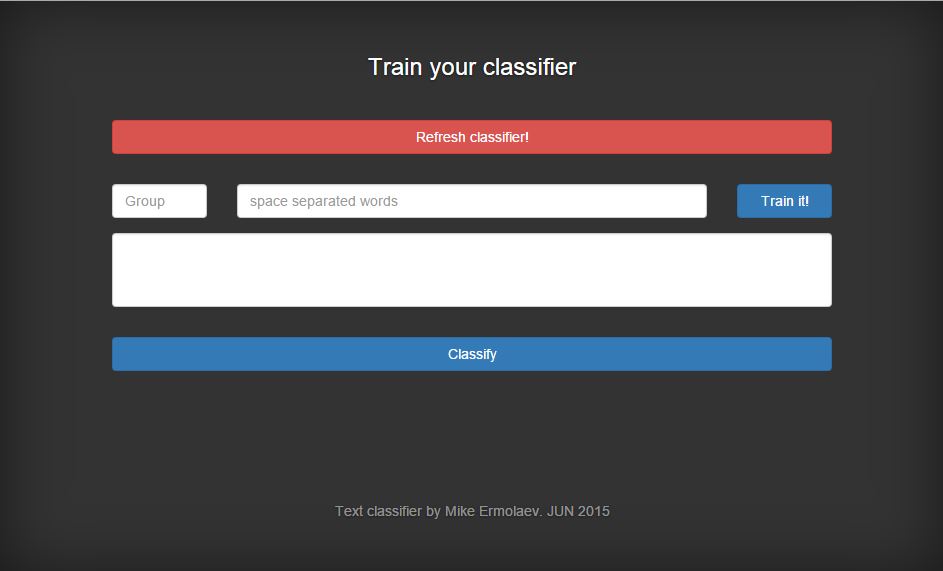 Train your classifier
Refresh classifier!
Group space separated words Train it!
Classify
Text classifier by Mike Ermolaev. JUN 2015